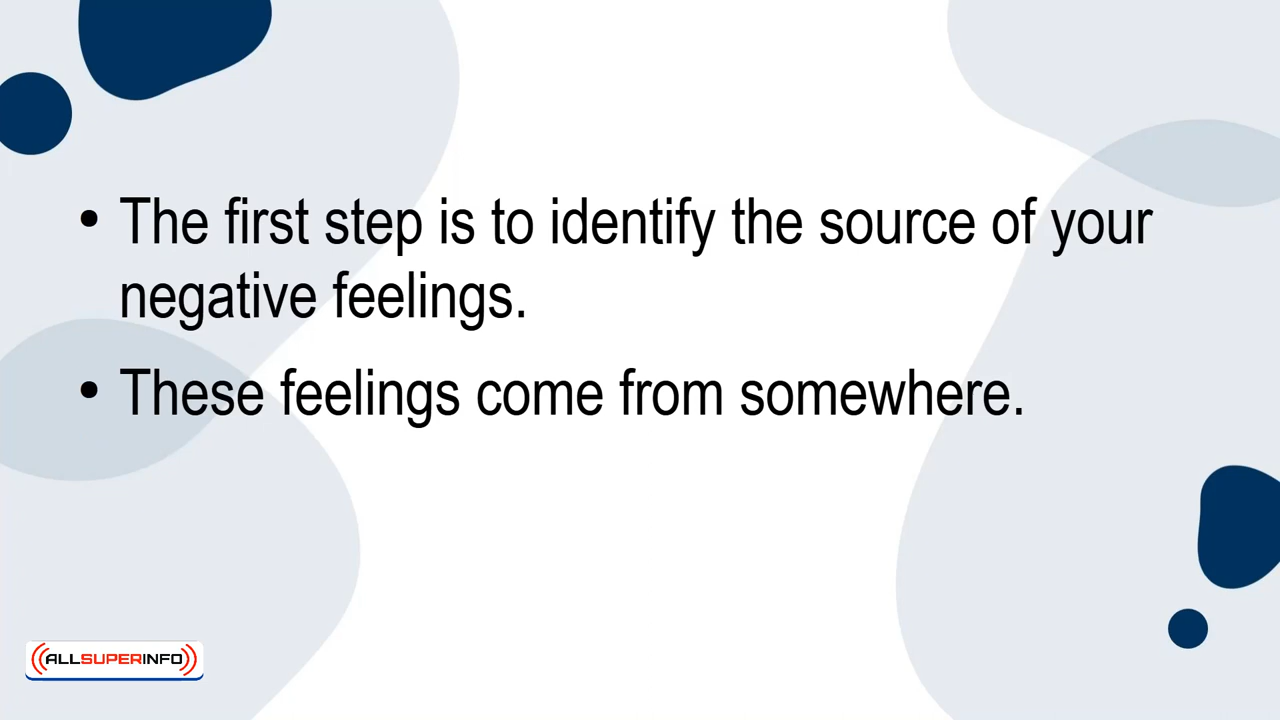 • The first step is to identify the source of your
negative feelings.
• These feelings come from somewhere.
ALLSUPERINFO